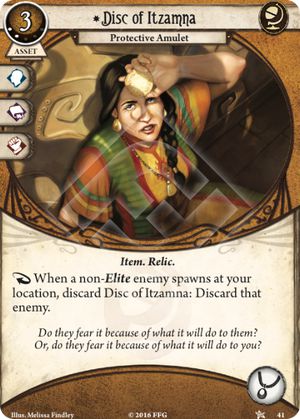 3
Disc of Itzamna
ASSET
Protective Amulet
Item. Relic.
When a non-Elite enemy spawns at your
location, discard Disc of Itzamna: Discard that
enemy.
Do they fear it because of what it will do to them?
Or, do they fear it because of what it will do to you?
Illus. Melissa Findley
© 2016 FFG
41